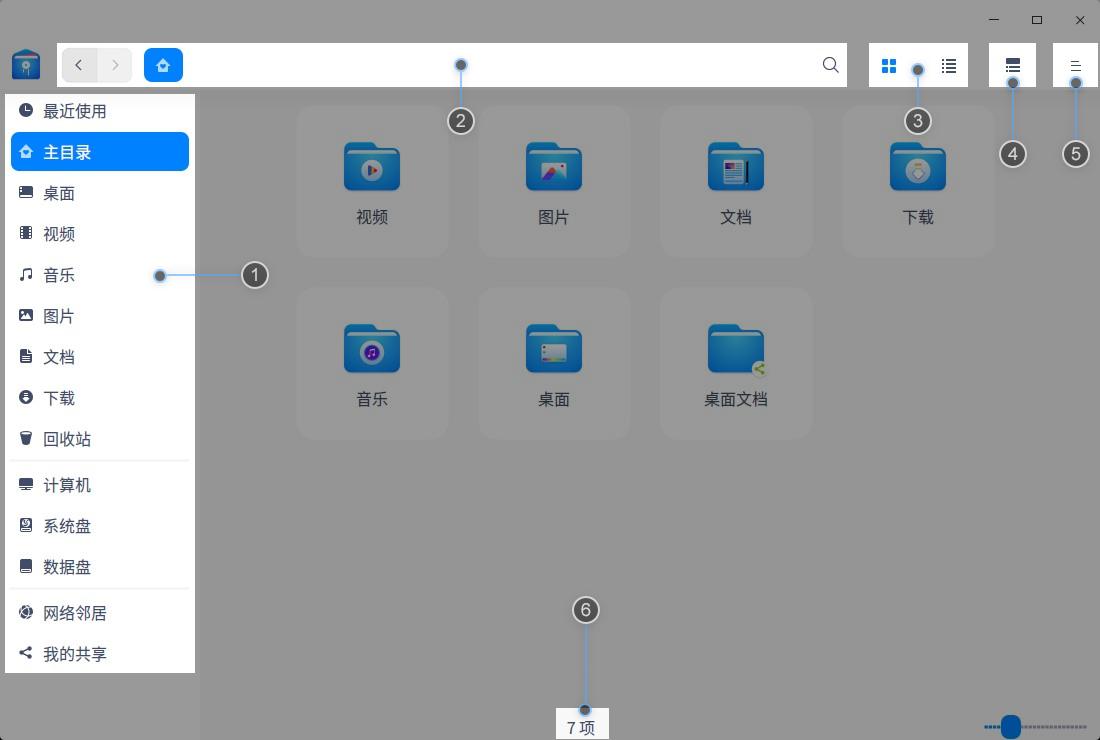 最近使用
主目录
桌面
视频
音乐
图片
文档
下载
回收站
计算机
系统盘
数据盘
网络邻居
我的共享
2
3
4
5
1
视频
图片
文档
下载
音乐
桌面
桌面文档
6
7 项